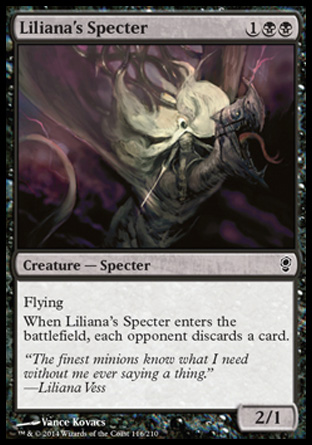 Liliana's Specter 1
Creature — Specter
Flying
When Liliana's Specter enters the
battlefield, each opponent discards a card.
"The finest minions know what I need
without me ever saying a thing."
—Liliana Vess
Vance Kovacs
™ & © 2014 Wizards of the Coast 116/210
2/1